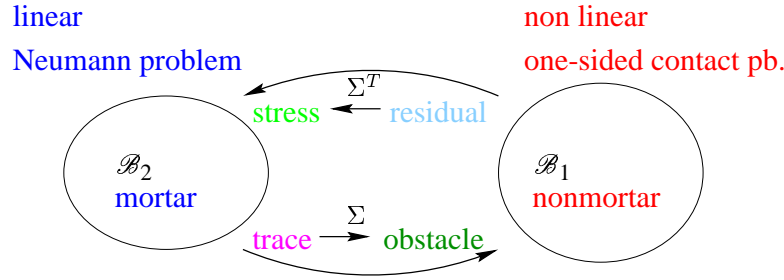 linear
non linear
Neumann problem
one-sided contact pb.
Σ^T
stress
residual
ℬ_2
mortar
ℬ_1
nonmortar
Σ
trace
obstacle